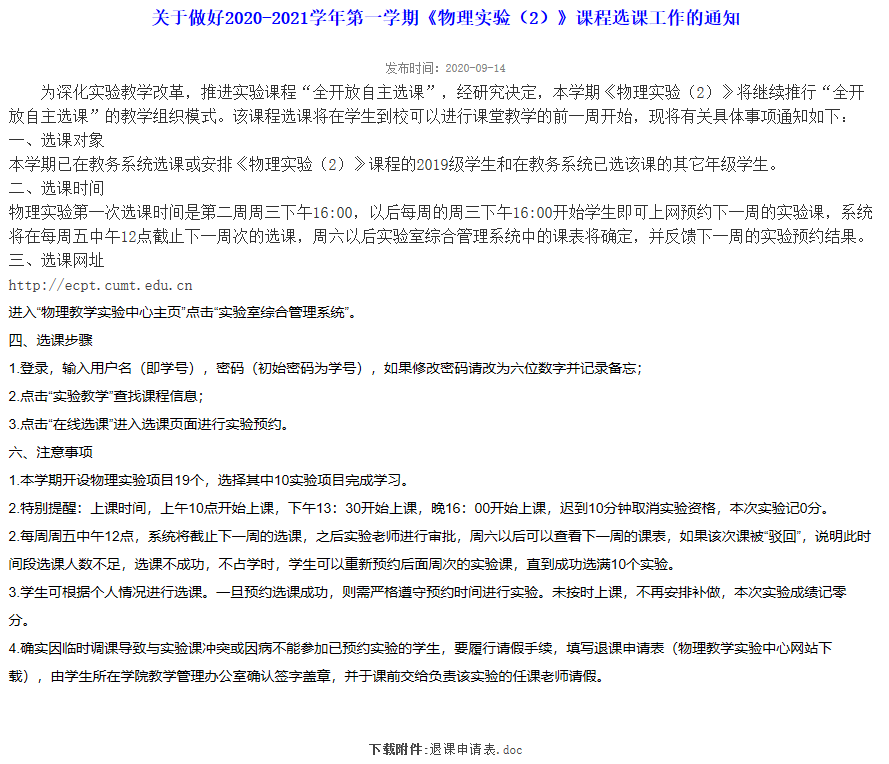 关于做好2020-2021学年第一学期《物理实验（2）》课程选课工作的通知
发布时间：2020-09-14
为深化实验教学改革，推进实验课程“全开放自主选课”，经研究决定，本学期《物理实验（2）》将继续推行“全开
放自主选课”的教学组织模式。该课程选课将在学生到校可以进行课堂教学的前一周开始，现将有关具体事项通知如下：
一、选课对象
本学期已在教务系统选课或安排《物理实验（2）》课程的2019级学生和在教务系统已选该课的其它年级学生。
二、选课时间
物理实验第一次选课时间是第二周周三下午16:00，以后每周的周三下午16:00开始学生即可上网预约下一周的实验课，系统
将在每周五中午12点截止下一周次的选课，周六以后实验室综合管理系统中的课表将确定，并反馈下一周的实验预约结果。
三、选课网址
http://ecpt.cumt.edu.cn
进入“物理教学实验中心主页”点击“实验室综合管理系统”。
四、选课步骤
1.登录，输入用户名（即学号），密码（初始密码为学号），如果修改密码请改为六位数字并记录备忘；
2.点击“实验教学”查找课程信息；
3.点击“在线选课”进入选课页面进行实验预约。
六、注意事项
1.本学期开设物理实验项目19个，选择其中10实验项目完成学习。
2.特别提醒：上课时间，上午10点开始上课，下午13：30开始上课，晚16：00开始上课，迟到10分钟取消实验资格，本次实验记0分。
2.每周周五中午12点，系统将截止下一周的选课，之后实验老师进行审批，周六以后可以查看下一周的课表，如果该次课被“驳回”，说明此时
间段选课人数不足，选课不成功，不占学时，学生可以重新预约后面周次的实验课，直到成功选满10个实验。
3.学生可根据个人情况进行选课。一旦预约选课成功，则需严格遵守预约时间进行实验。未按时上课，不再安排补做，本次实验成绩记零
分。
4.确实因临时调课导致与实验课冲突或因病不能参加已预约实验的学生，要履行请假手续，填写退课申请表（物理教学实验中心网站下
载），由学生所在学院教学管理办公室确认签字盖章，并于课前交给负责该实验的任课老师请假。
下载附件:退课申请表.doc